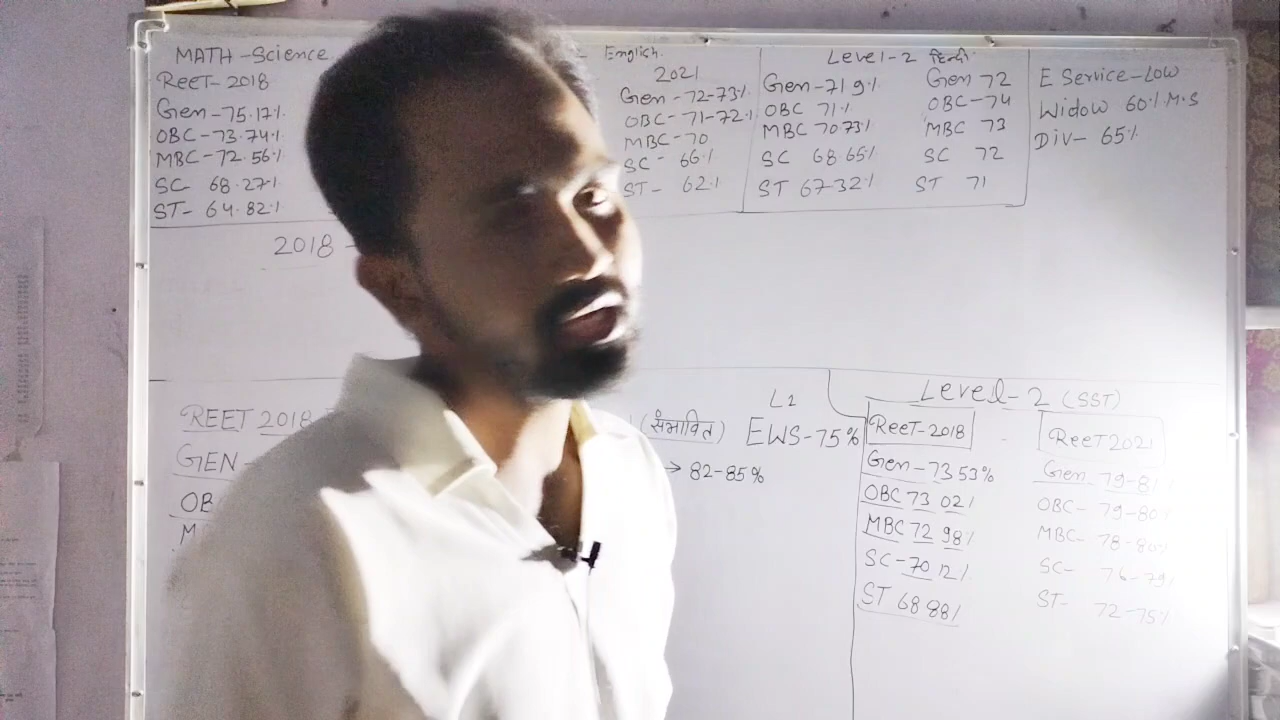 MATH-Science
REET-2018
Gen-75.17%
OBC-73.74%
MBC-72.56%
SC 68.27%
ST-64.82%
English
2021
Gen-72-73%
OBC-71-72%
MBC-70
SC-66%
ST-62%
Level-2 हिन्दी
Gen-71 9% Gen 72
OBC 71% OBC-74
MBC 70 73% MBC 73
SC 68.65% SC 72
ST 67-32% ST 71
E Service-Low
Widow 60% M.S
Div-65%
2018
REET 2018
GEN-
OB
M
(संभावित)
→ 82-85%
L2
EWS-75%
Level-2 (SST)
REET-2018 REET2021
Gen-73 53% Gen 79-81%
OBC 73 02% OBC-79-80%
MBC 72 98% MBC-78-80%
SC-70 12% SC-76-79%
ST 68 88% ST-72-75%